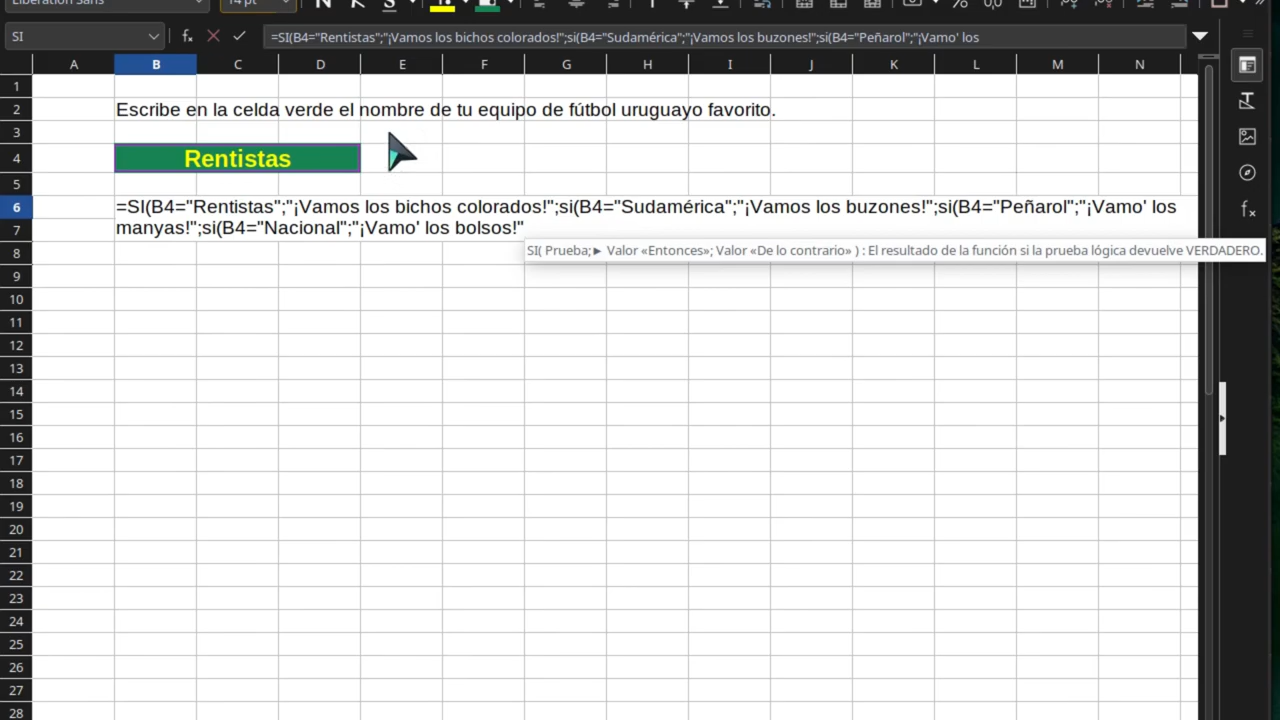 Liberation Sans
14 pt
SI
=SI(B4="Rentistas";"¡Vamos los bichos colorados!";si(B4="Sudamérica";"¡Vamos los buzones!";si(B4="Peñarol";"¡Vamo' los
A B C D E F G H I J K L M N
1
2 Escribe en la celda verde el nombre de tu equipo de fútbol uruguayo favorito.
3
4 Rentistas
5
6 =SI(B4="Rentistas";"¡Vamos los bichos colorados!";si(B4="Sudamérica";"¡Vamos los buzones!";si(B4="Peñarol";"¡Vamo' los
7 manyas!";si(B4="Nacional";"¡Vamo' los bolsos!"
SI( Prueba;► Valor «Entonces»; Valor «De lo contrario» ) : El resultado de la función si la prueba lógica devuelve VERDADERO.
8
9
10
11
12
13
14
15
16
17
18
19
20
21
22
23
24
25
26
27
28